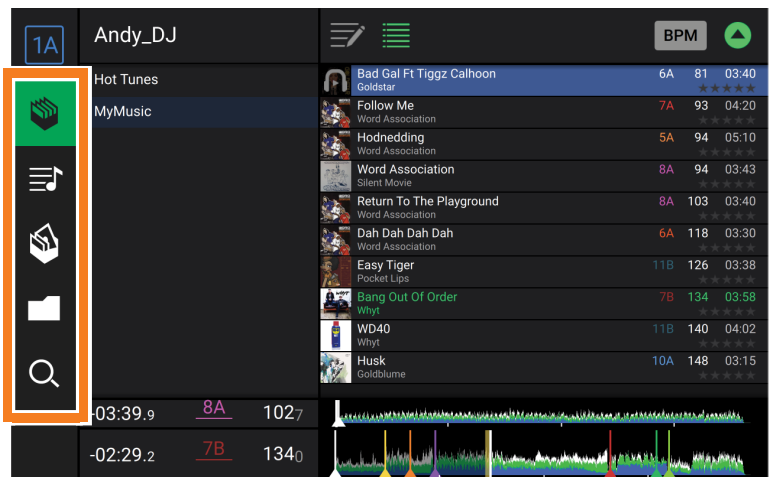 1A
Andy_DJ
BPM
Hot Tunes
MyMusic
Bad Gal Ft Tiggz Calhoon 6A 81 03:40
Goldstar
Follow Me 7A 93 04:20
Word Association
Hodnedding 5A 94 05:10
Word Association
Word Association 8A 94 03:43
Silent Movie
Return To The Playground 8A 103 03:40
Word Association
Dah Dah Dah Dah 6A 118 03:30
Word Association
Easy Tiger 11B 126 03:38
Pocket Lips
Bang Out Of Order 7B 134 03:58
Whyt
WD40 11B 140 04:02
Whyt
Husk 10A 148 03:15
Goldblume
-03:39.9 8A 1027
-02:29.2 7B 1340